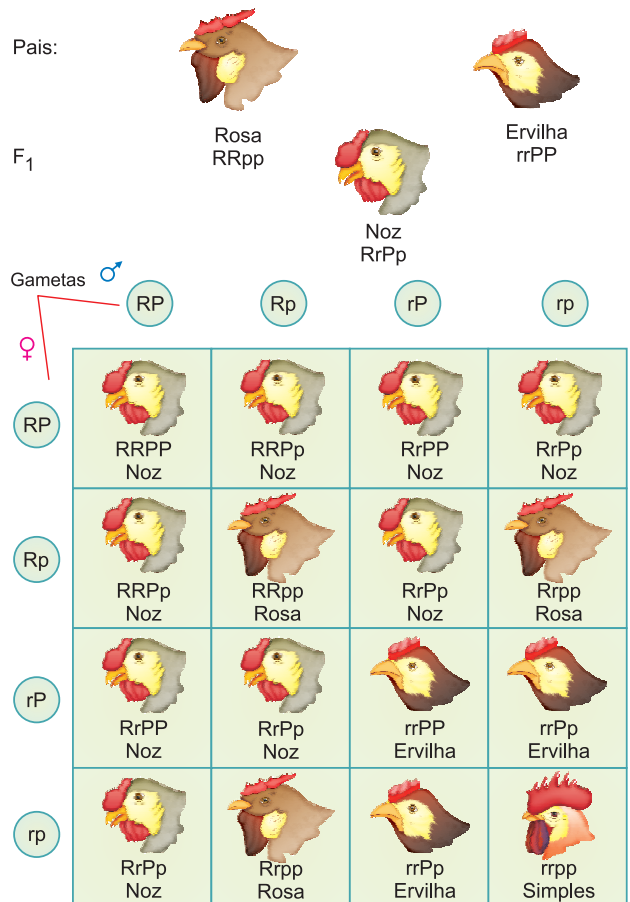 Pais:
Rosa
RRpp
Ervilha
rrPP
F1
Noz
RrPp
Gametas ♂
RP
Rp
rP
rp
♀
RP
RRPP
Noz
RRPp
Noz
RrPP
Noz
RrPp
Noz
Rp
RRPp
Noz
RRpp
Rosa
RrPp
Noz
Rrpp
Rosa
rP
RrPP
Noz
RrPp
Noz
rrPP
Ervilha
rrPp
Ervilha
rp
RrPp
Noz
Rrpp
Rosa
rrPp
Ervilha
rrpp
Simples